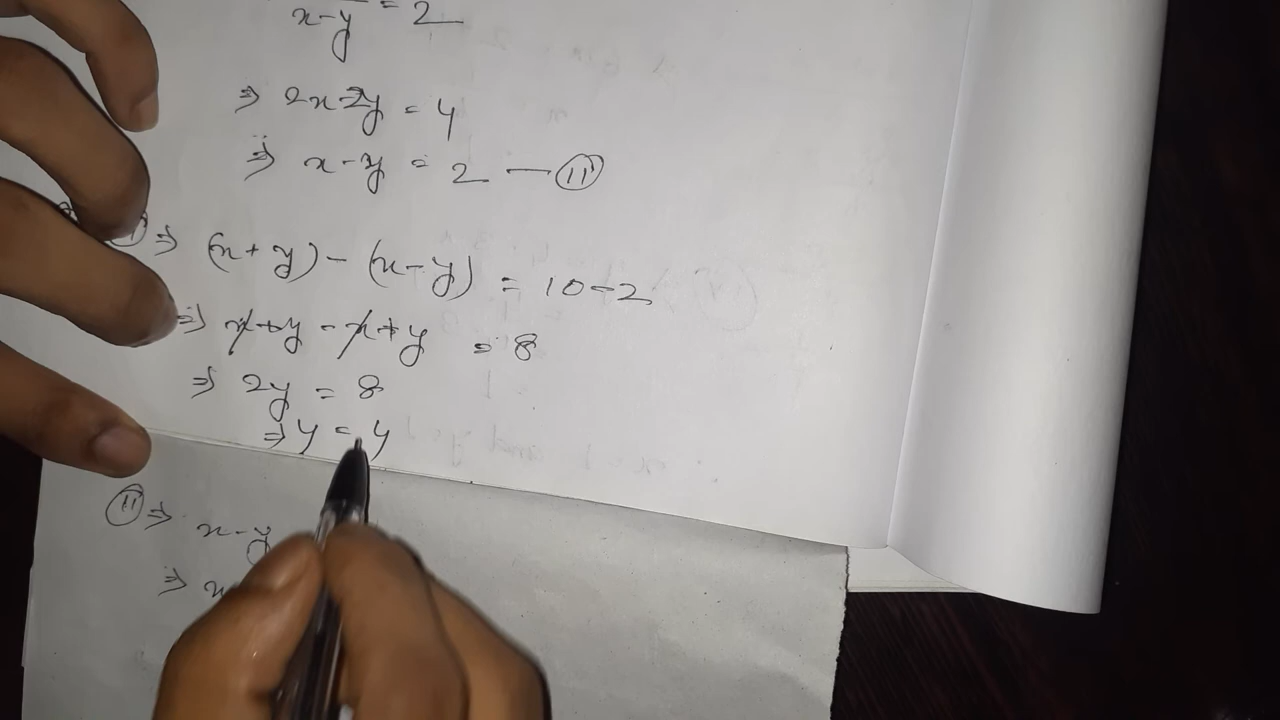 x-y = 2
⇒ 2x-2y = 4
⇒ x-y = 2 — (II)
⇒ (x+y) - (x-y) = 10-2
⇒ x+y - x+y = 8
⇒ 2y = 8
⇒ y = 4
(II) ⇒ x-y
⇒ x